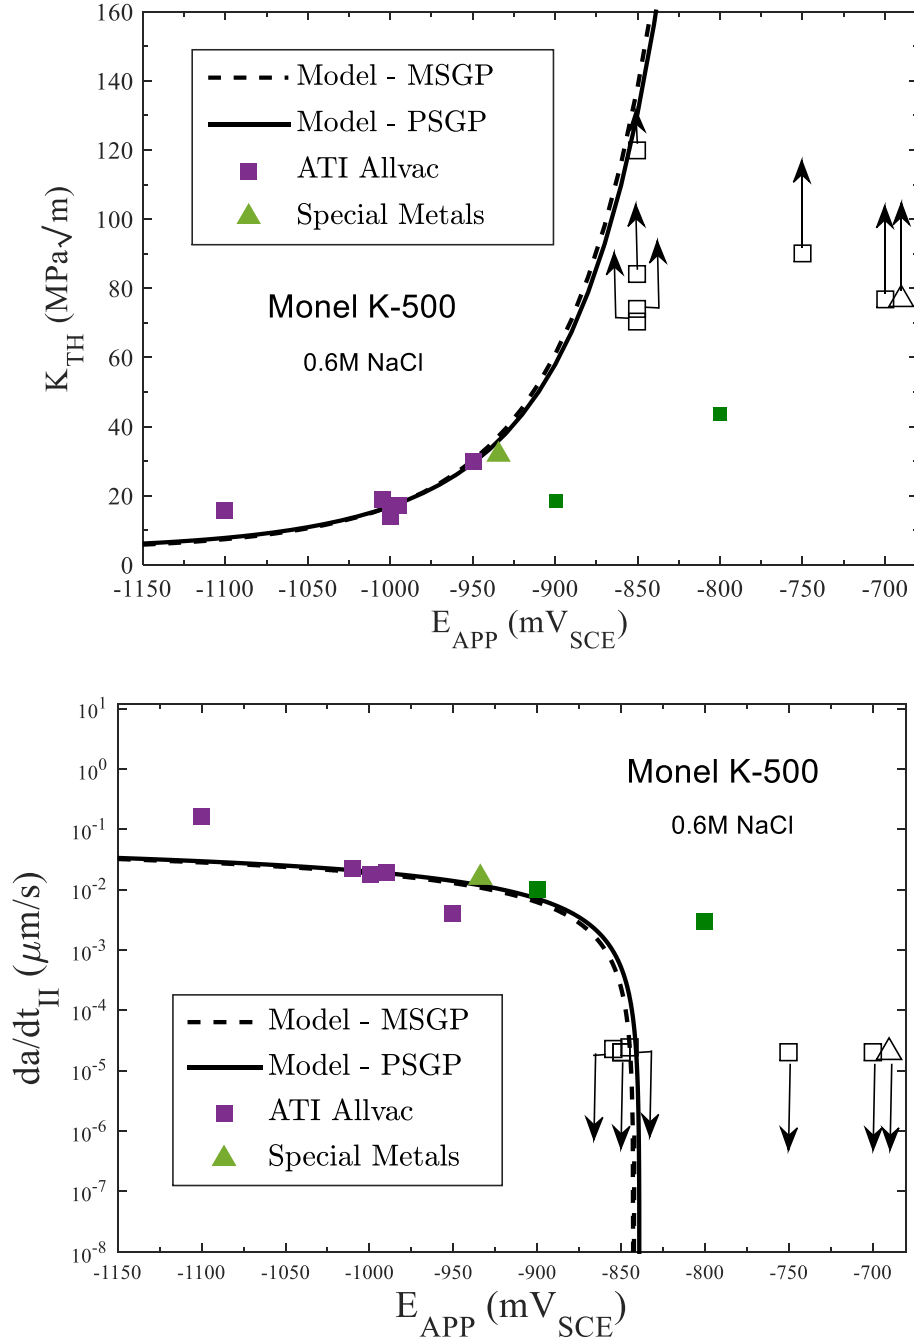 160
140
120
100
80
60
40
20
0
K_TH (MPa√m)
Model - MSGP
Model - PSGP
ATI Allvac
Special Metals
Monel K-500
0.6M NaCl
-1150 -1100 -1050 -1000 -950 -900 -850 -800 -750 -700
E_APP (mV_SCE)
10^1
10^0
10^-1
10^-2
10^-3
10^-4
10^-5
10^-6
10^-7
10^-8
da/dt_II (μm/s)
Monel K-500
0.6M NaCl
Model - MSGP
Model - PSGP
ATI Allvac
Special Metals
-1150 -1100 -1050 -1000 -950 -900 -850 -800 -750 -700
E_APP (mV_SCE)